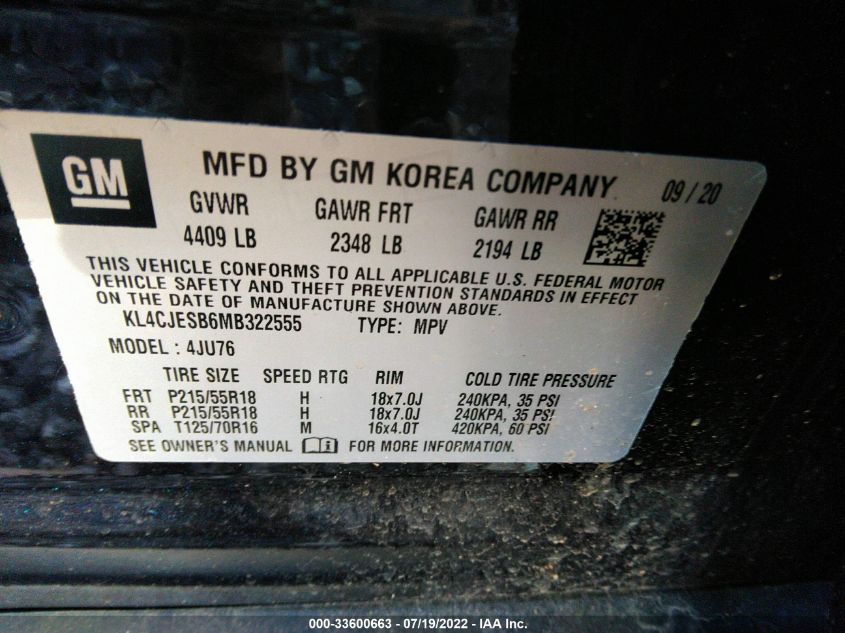 GM
MFD BY GM KOREA COMPANY 09/20
GVWR GAWR FRT GAWR RR
4409 LB 2348 LB 2194 LB
THIS VEHICLE CONFORMS TO ALL APPLICABLE U.S. FEDERAL MOTOR
VEHICLE SAFETY AND THEFT PREVENTION STANDARDS IN EFFECT
ON THE DATE OF MANUFACTURE SHOWN ABOVE.
KL4CJESB6MB322555 TYPE: MPV
MODEL: 4JU76
TIRE SIZE SPEED RTG RIM COLD TIRE PRESSURE
FRT P215/55R18 H 18x7.0J 240KPA, 35 PSI
RR P215/55R18 H 18x7.0J 240KPA, 35 PSI
SPA T125/70R16 M 16x4.0T 420KPA, 60 PSI
SEE OWNER'S MANUAL i FOR MORE INFORMATION.
000-33600663 - 07/19/2022 - IAA Inc.